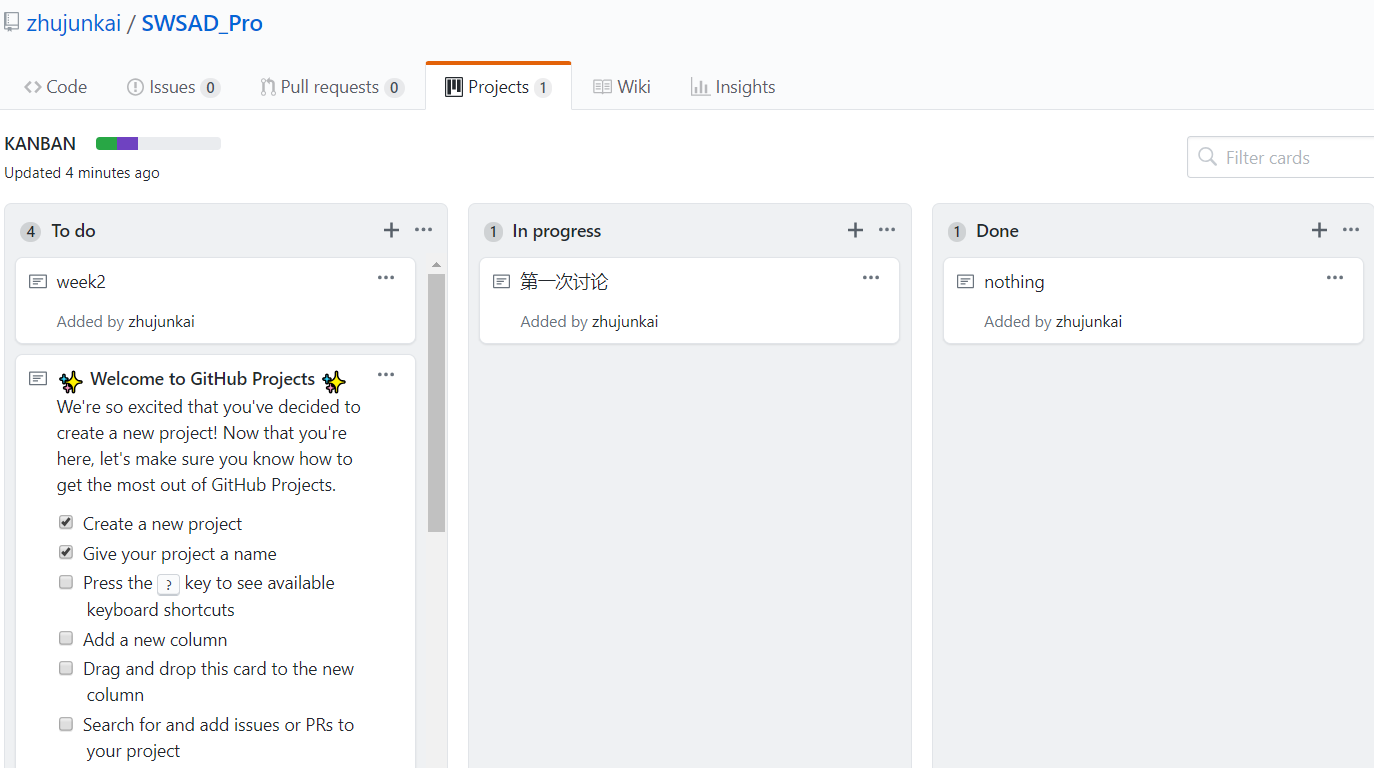 zhujunkai / SWSAD_Pro
Code Issues 0 Pull requests 0 Projects 1 Wiki Insights
KANBAN
Updated 4 minutes ago
Filter cards
4 To do
week2
Added by zhujunkai
Welcome to GitHub Projects
We're so excited that you've decided to
create a new project! Now that you're
here, let's make sure you know how to
get the most out of GitHub Projects.
Create a new project
Give your project a name
Press the ? key to see available
keyboard shortcuts
Add a new column
Drag and drop this card to the new
column
Search for and add issues or PRs to
your project
1 In progress
第一次讨论
Added by zhujunkai
1 Done
nothing
Added by zhujunkai